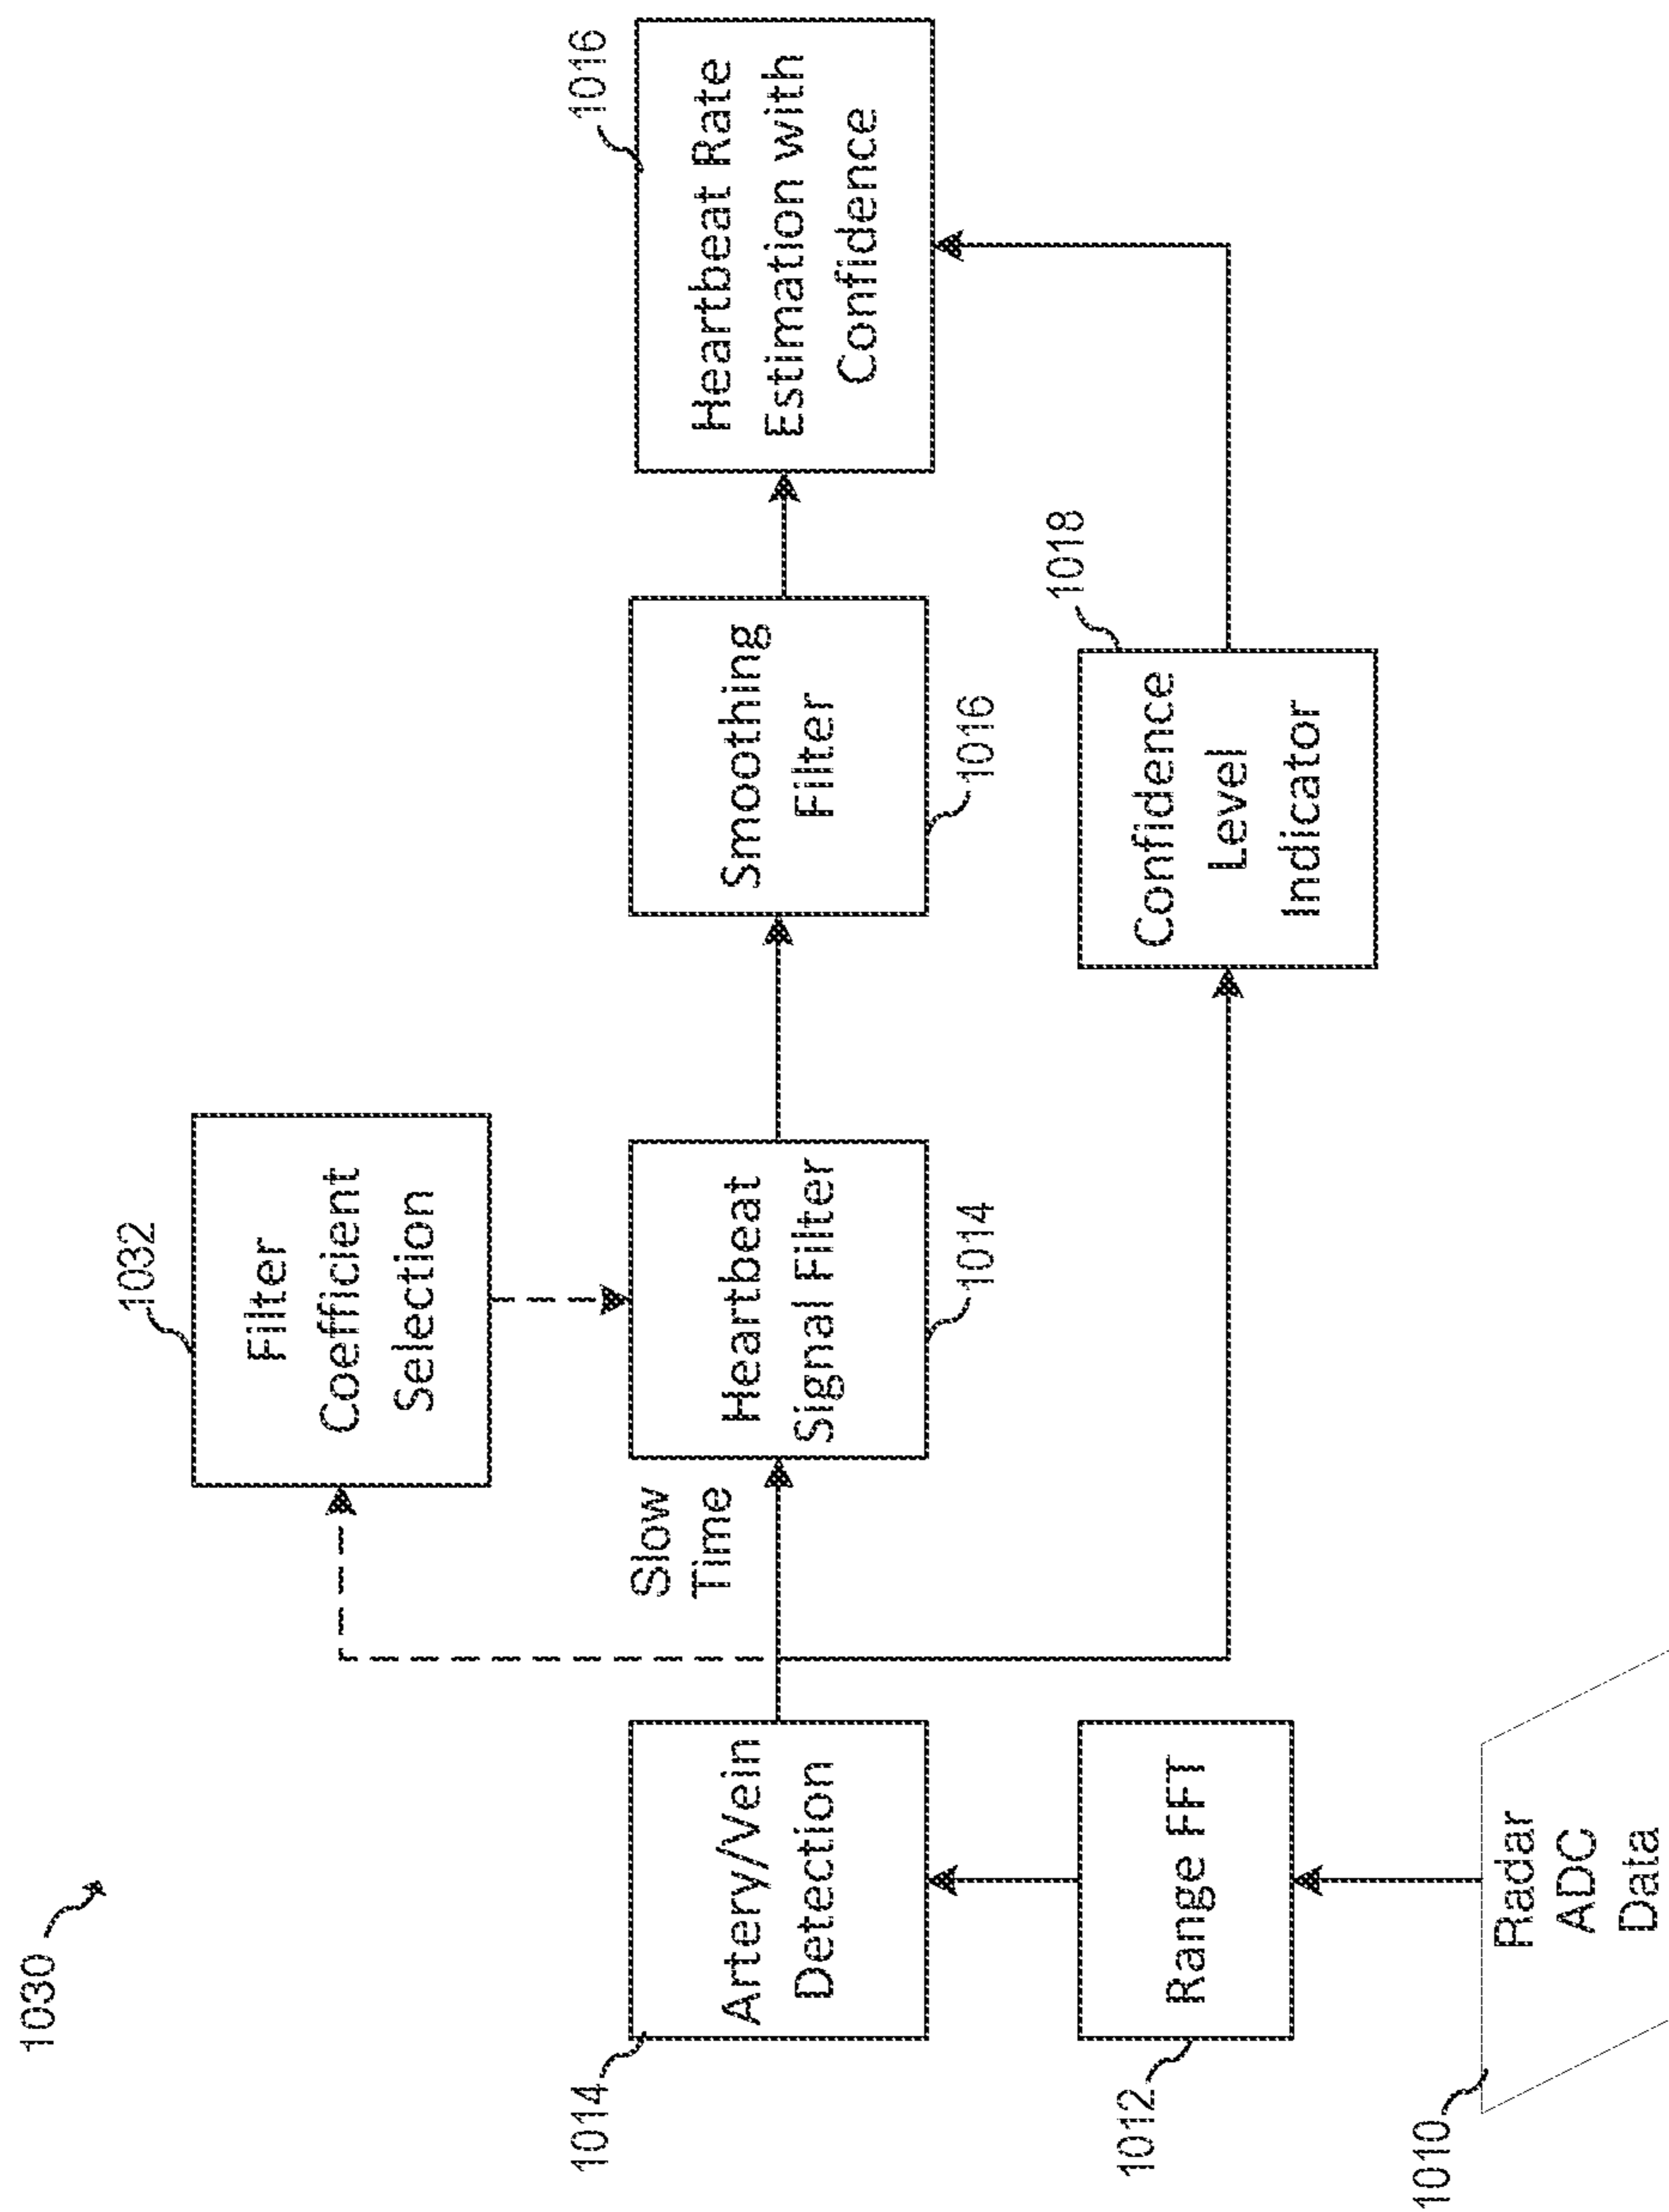 1030
1032
Filter
Coefficient
Selection
1014
Artery/Vein
Detection
Slow
Time
Heartbeat
Signal Filter
1014
Smoothing
Filter
1016
1016
Heartbeat Rate
Estimation with
Confidence
1012
Range FFT
1018
Confidence
Level
Indicator
1010
Radar
ADC
Data